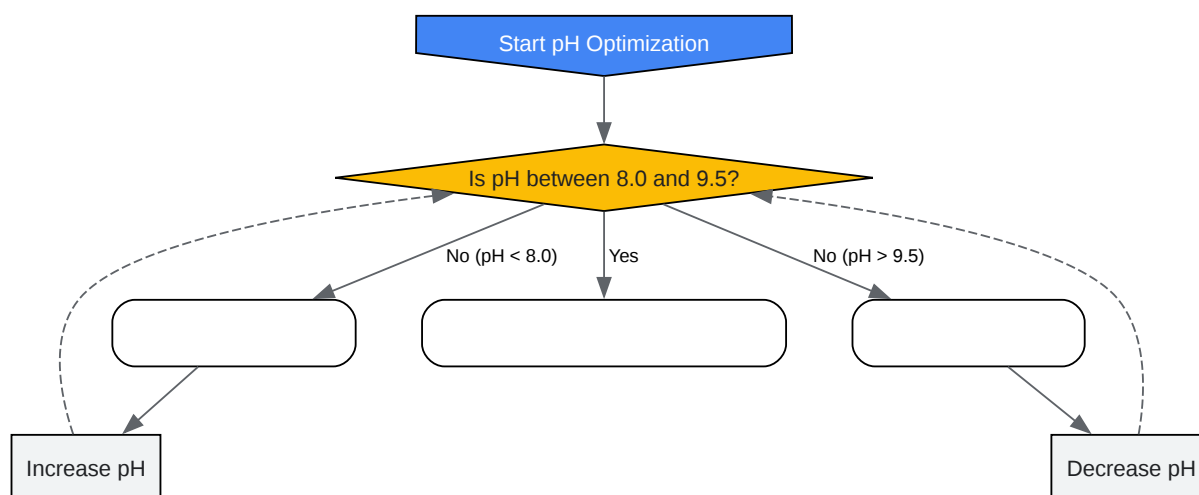 Start pH Optimization
Is pH between 8.0 and 9.5?
No (pH < 8.0)
Yes
No (pH > 9.5)
Increase pH
Decrease pH